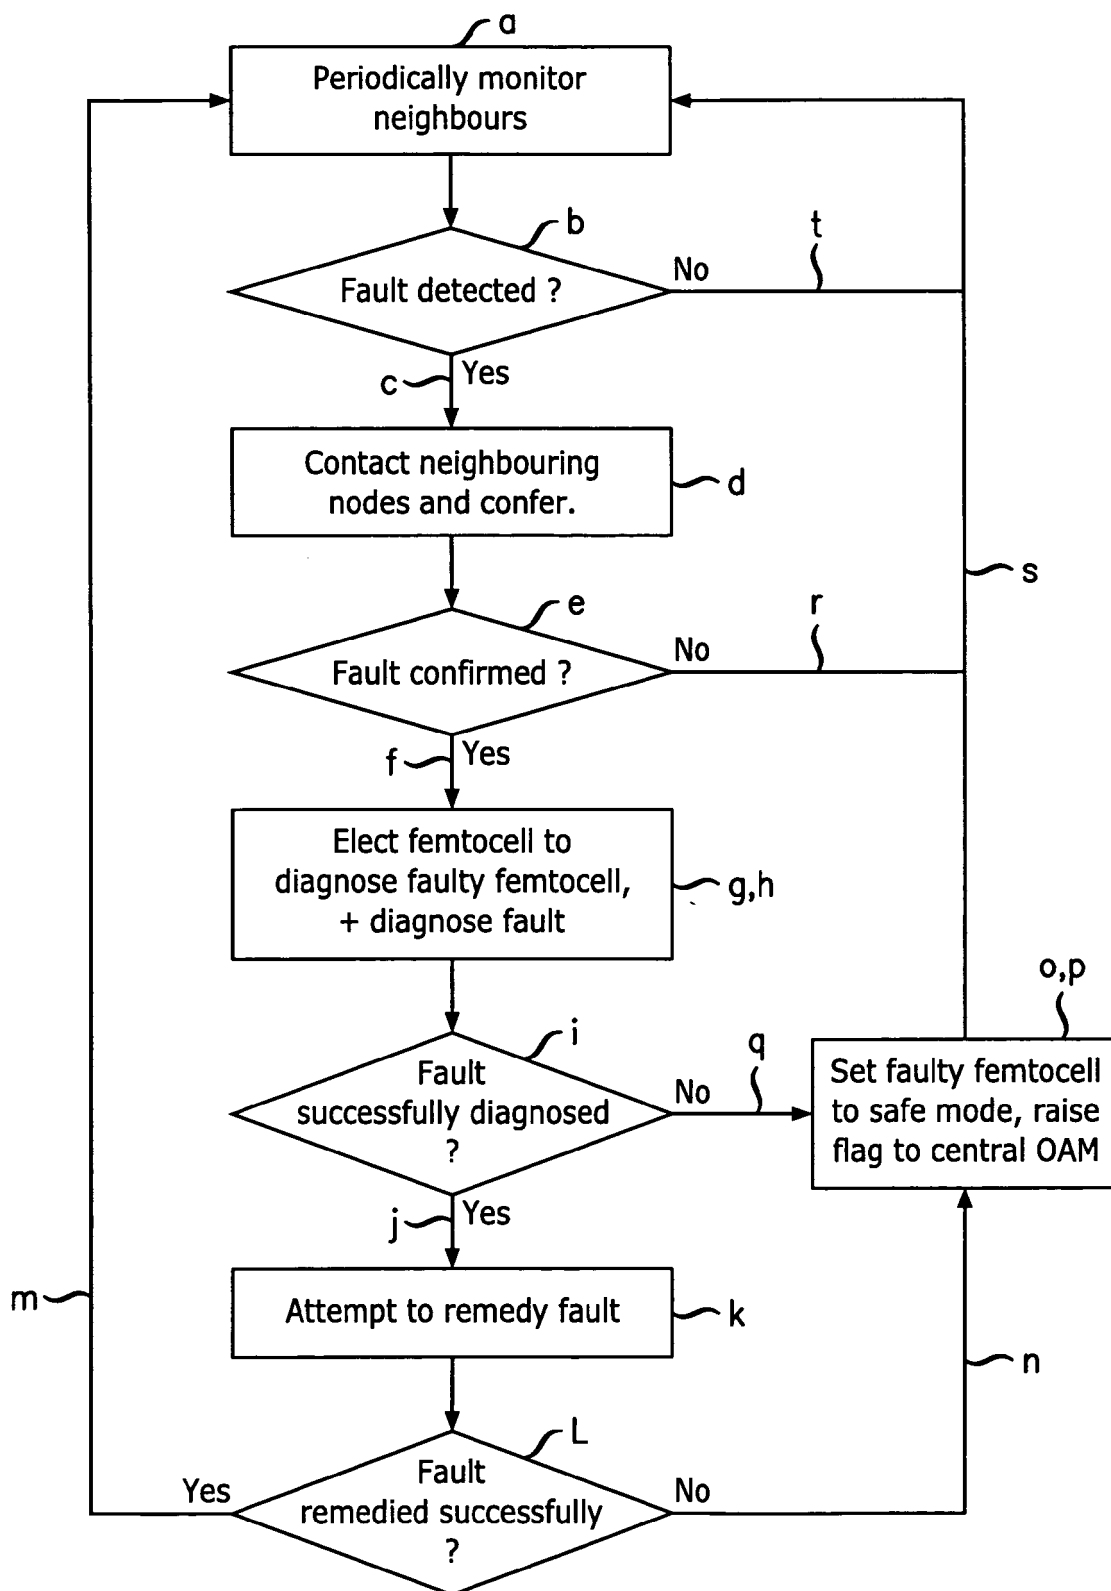 a
Periodically monitor
neighbours
b
Fault detected ?
No
t
c
Yes
Contact neighbouring
nodes and confer.
d
s
e
Fault confirmed ?
No
r
f
Yes
Elect femtocell to
diagnose faulty femtocell,
+ diagnose fault
g,h
i
Fault
successfully diagnosed
?
No
q
o,p
Set faulty femtocell
to safe mode, raise
flag to central OAM
j
Yes
m
Attempt to remedy fault
k
n
L
Fault
remedied successfully
?
Yes
No